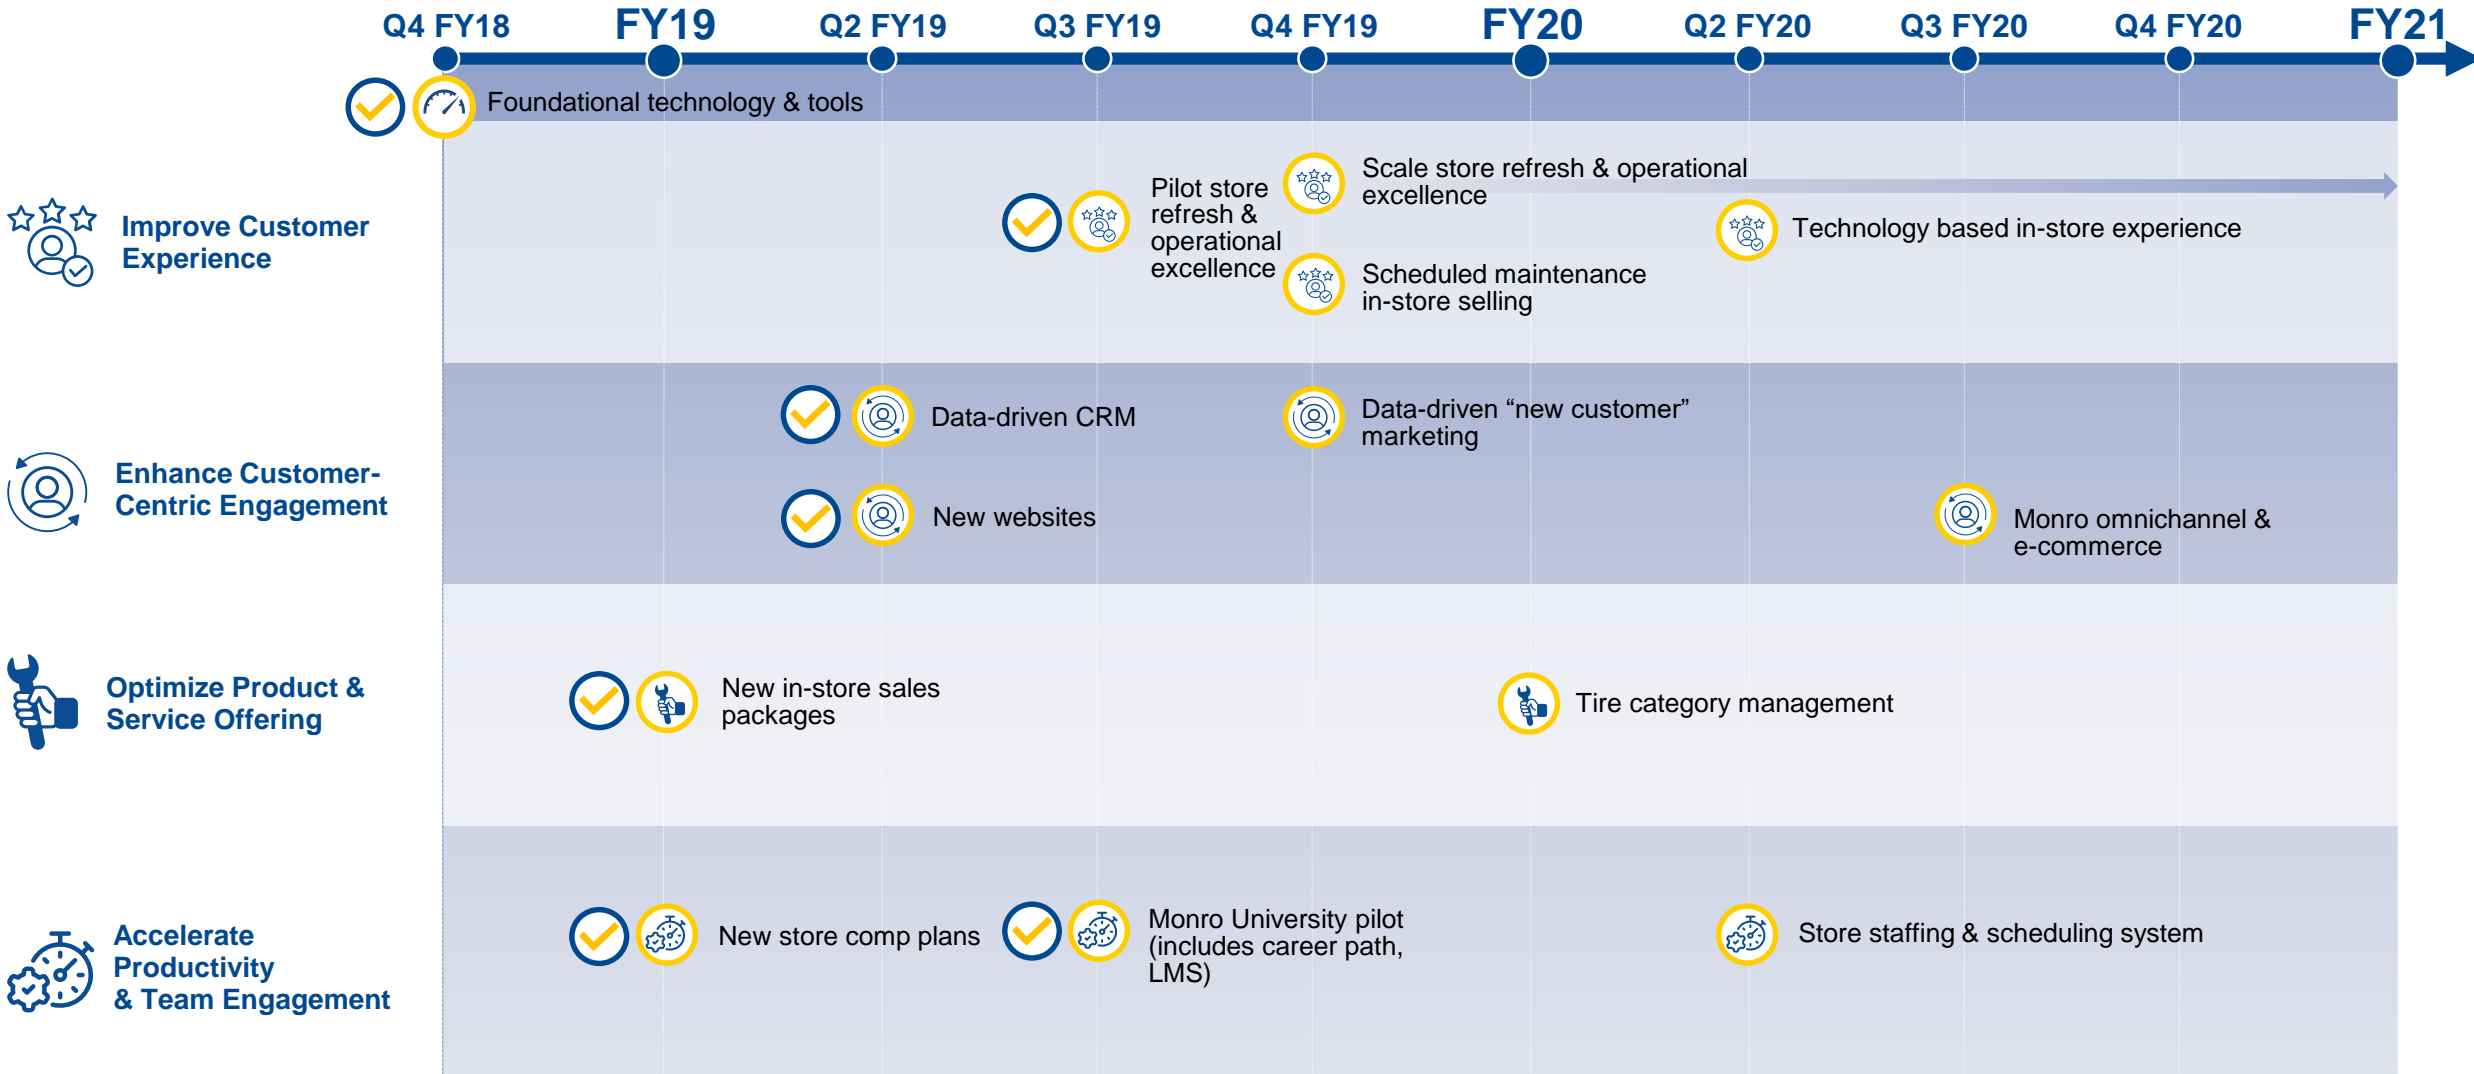 Q4 FY18 FY19 Q2 FY19 Q3 FY19 Q4 FY19 FY20 Q2 FY20 Q3 FY20 Q4 FY20 FY21
Foundational technology & tools
Improve Customer
Experience
Pilot store
refresh &
operational
excellence
Scale store refresh & operational
excellence
Scheduled maintenance
in-store selling
Technology based in-store experience
Enhance Customer-
Centric Engagement
Data-driven CRM
New websites
Data-driven “new customer”
marketing
Monro omnichannel &
e-commerce
Optimize Product &
Service Offering
New in-store sales
packages
Tire category management
Accelerate
Productivity
& Team Engagement
New store comp plans
Monro University pilot
(includes career path,
LMS)
Store staffing & scheduling system